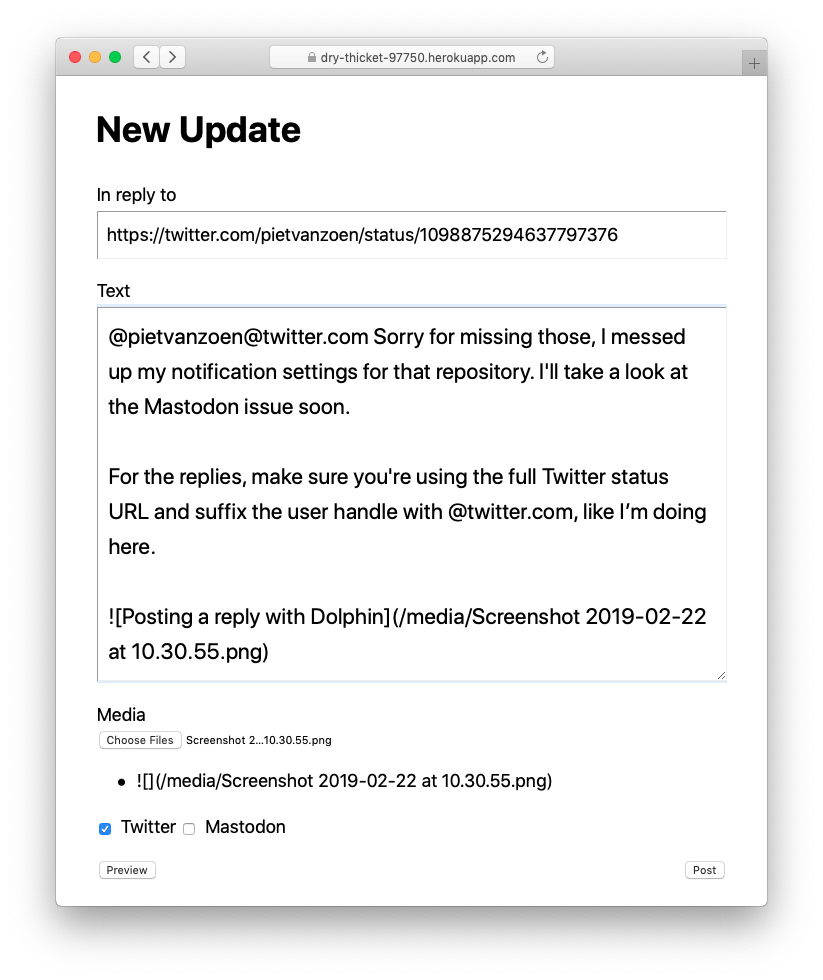 dry-thicket-97750.herokuapp.com
New Update
In reply to
https://twitter.com/pietvanzoen/status/1098875294637797376
Text
@pietvanzoen@twitter.com Sorry for missing those, I messed
up my notification settings for that repository. I'll take a look at
the Mastodon issue soon.
For the replies, make sure you're using the full Twitter status
URL and suffix the user handle with @twitter.com, like I’m doing
here.
![Posting a reply with Dolphin](/media/Screenshot 2019-02-22
at 10.30.55.png)
Media
Choose Files Screenshot 2...10.30.55.png
![](/media/Screenshot 2019-02-22 at 10.30.55.png)
Twitter Mastodon
Preview Post